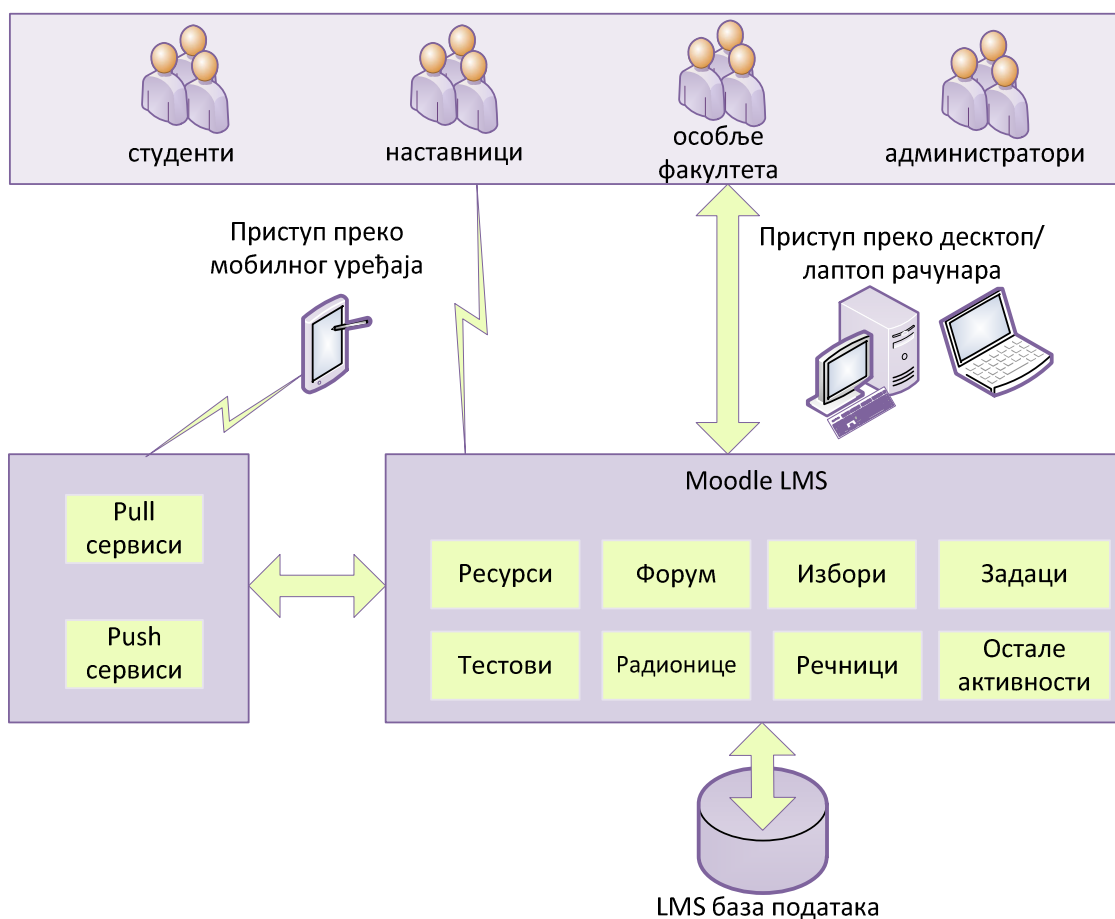 студенти
наставници
особље
факултета
администратори
Приступ преко
мобилног уређаја
Приступ преко десктоп/
лаптоп рачунара
Pull
сервиси
Push
сервиси
Moodle LMS
Ресурси
Форум
Избори
Задаци
Тестови
Радионице
Речници
Остале
активности
LMS база података